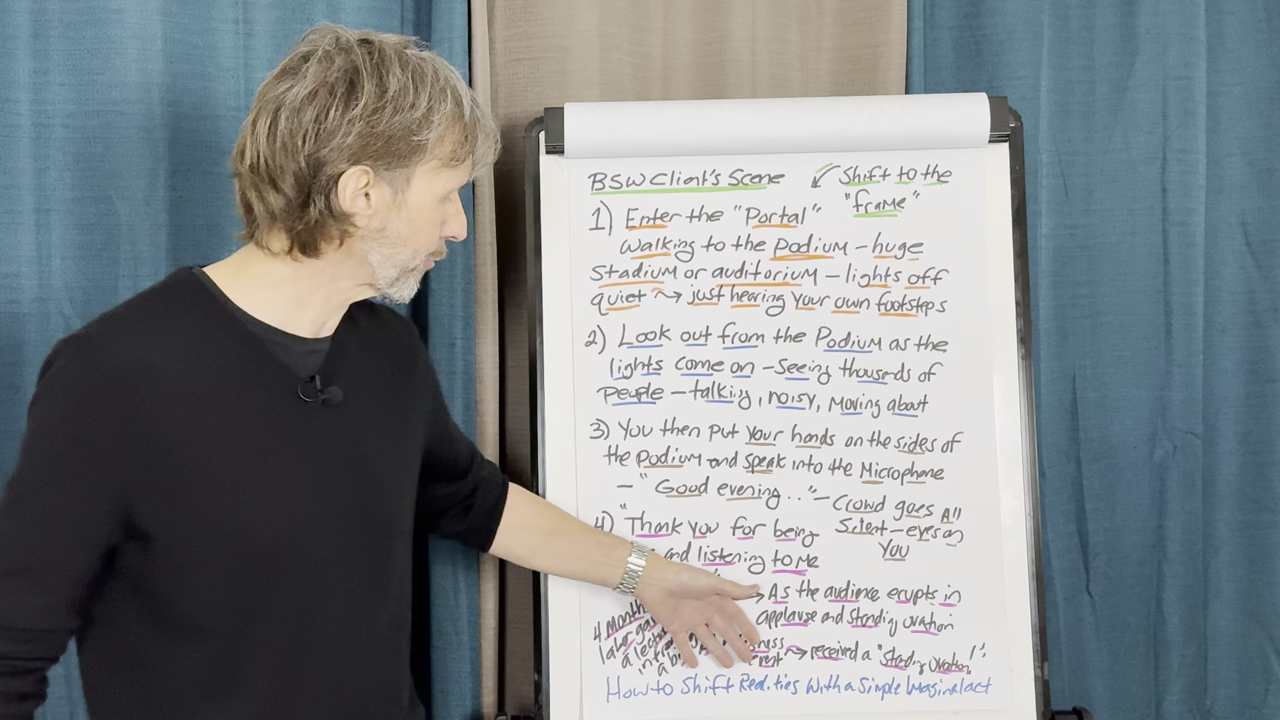 BSW Client's Scene
Shift to the
"frame"
1) Enter the "Portal"
Walking to the Podium – huge
Stadium or auditorium – lights off
quiet → just hearing your own footsteps
2) Look out from the Podium as the
lights come on – Seeing thousands of
People – talking, noisy, Moving about
3) You then put your hands on the sides of
the Podium and speak into the Microphone
– "Good evening.." – Crowd goes
Silent – All eyes on
YOU
4) "Thank you for being
and listening to me
→ As the audience erupts in
applause and Standing ovation
4 Month
later
a
a
event → received a "Standing Ovation!"
How to Shift Realities With a Simple Imaginal act